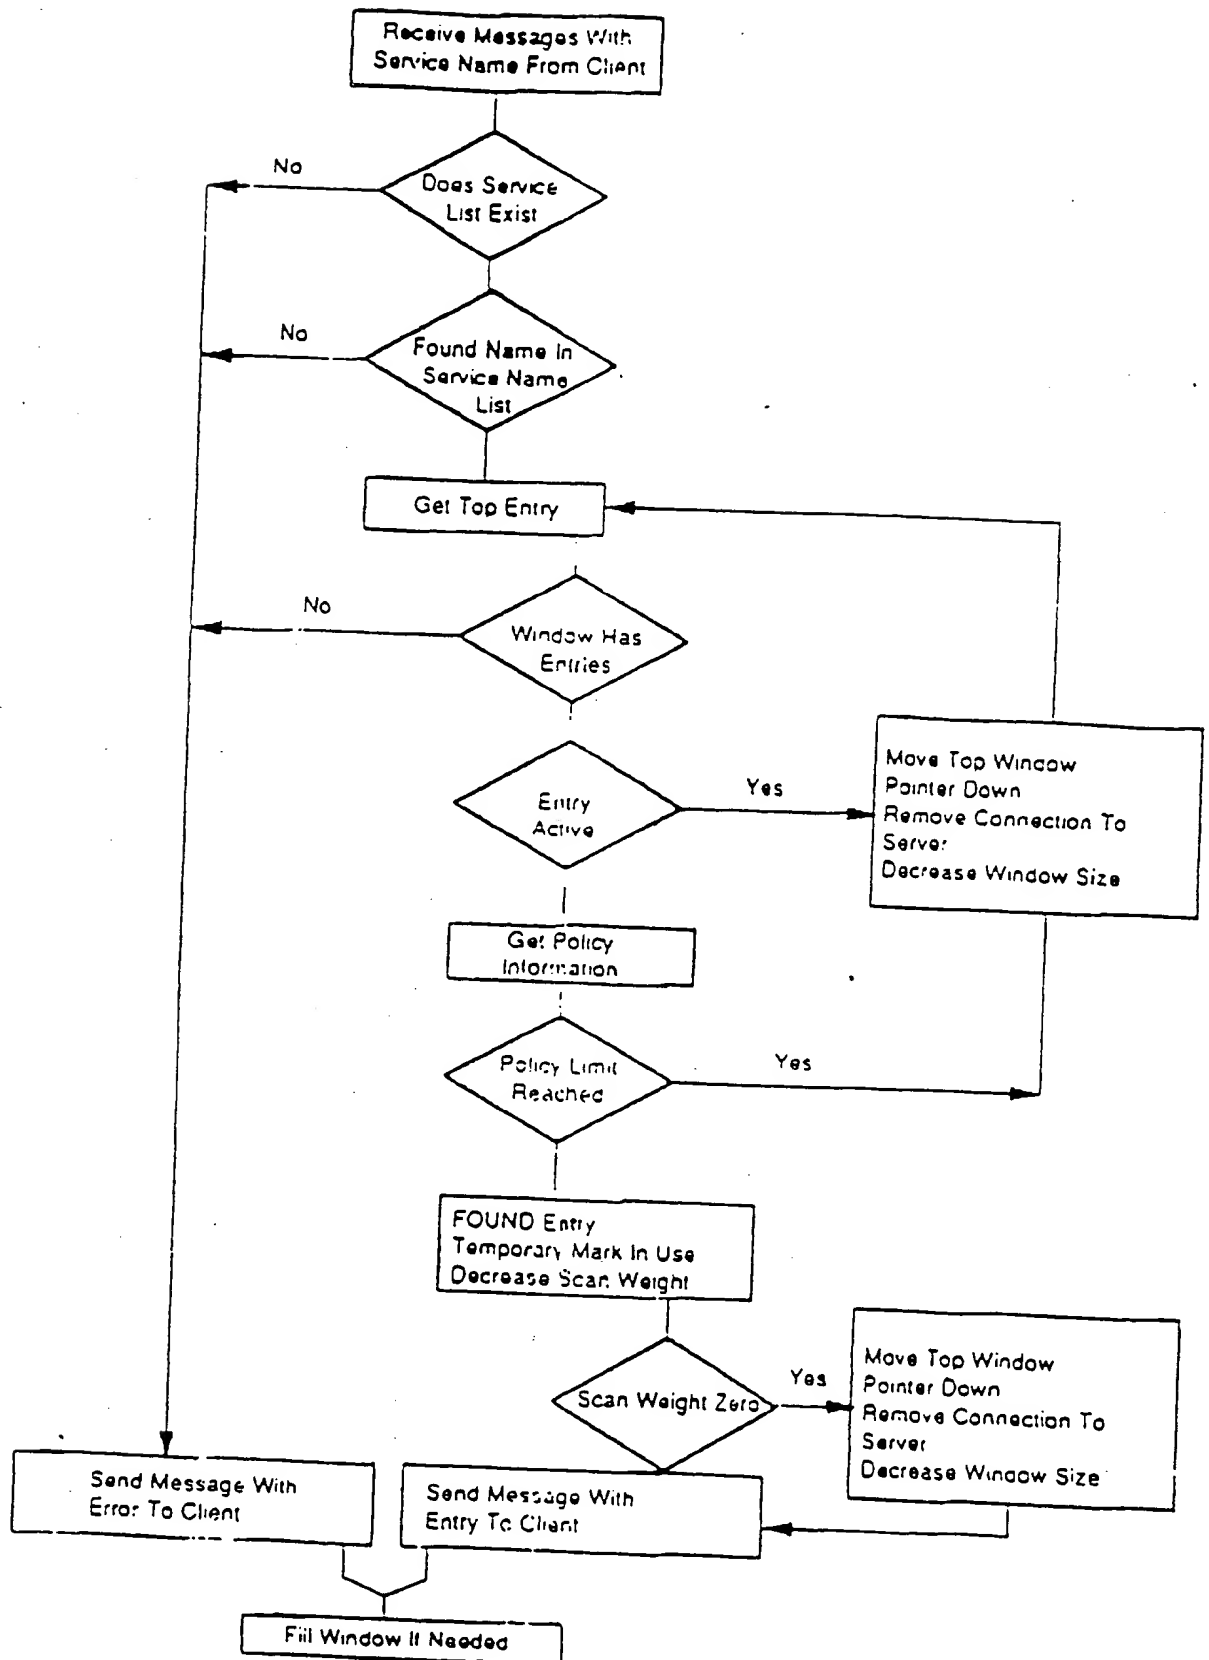 Receive Messages With
Service Name From Client
No
Does Service
List Exist
No
Found Name In
Service Name
List
Get Top Entry
No
Window Has
Entries
Entry
Active
Yes
Move Top Window
Pointer Down
Remove Connection To
Server
Decrease Window Size
Get Policy
Information
Policy Limit
Reached
Yes
FOUND Entry
Temporary Mark In Use
Decrease Scan Weight
Scan Weight Zero
Yes
Move Top Window
Pointer Down
Remove Connection To
Server
Decrease Window Size
Send Message With
Error To Client
Send Message With
Entry To Client
Fill Window If Needed